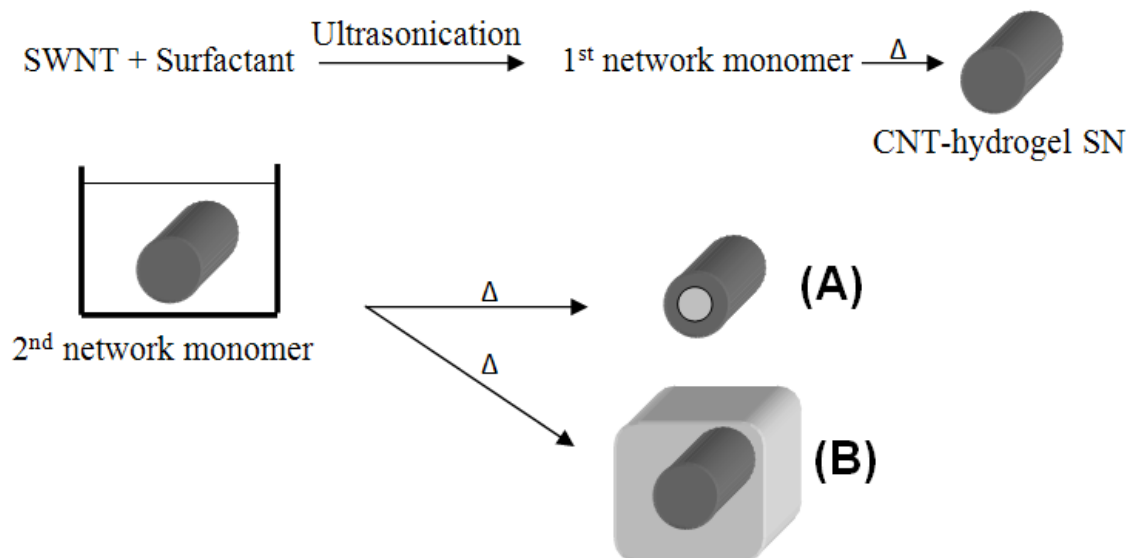 Ultrasonication
SWNT + Surfactant
1st network monomer
Δ
CNT-hydrogel SN
Δ
(A)
2nd network monomer
Δ
(B)